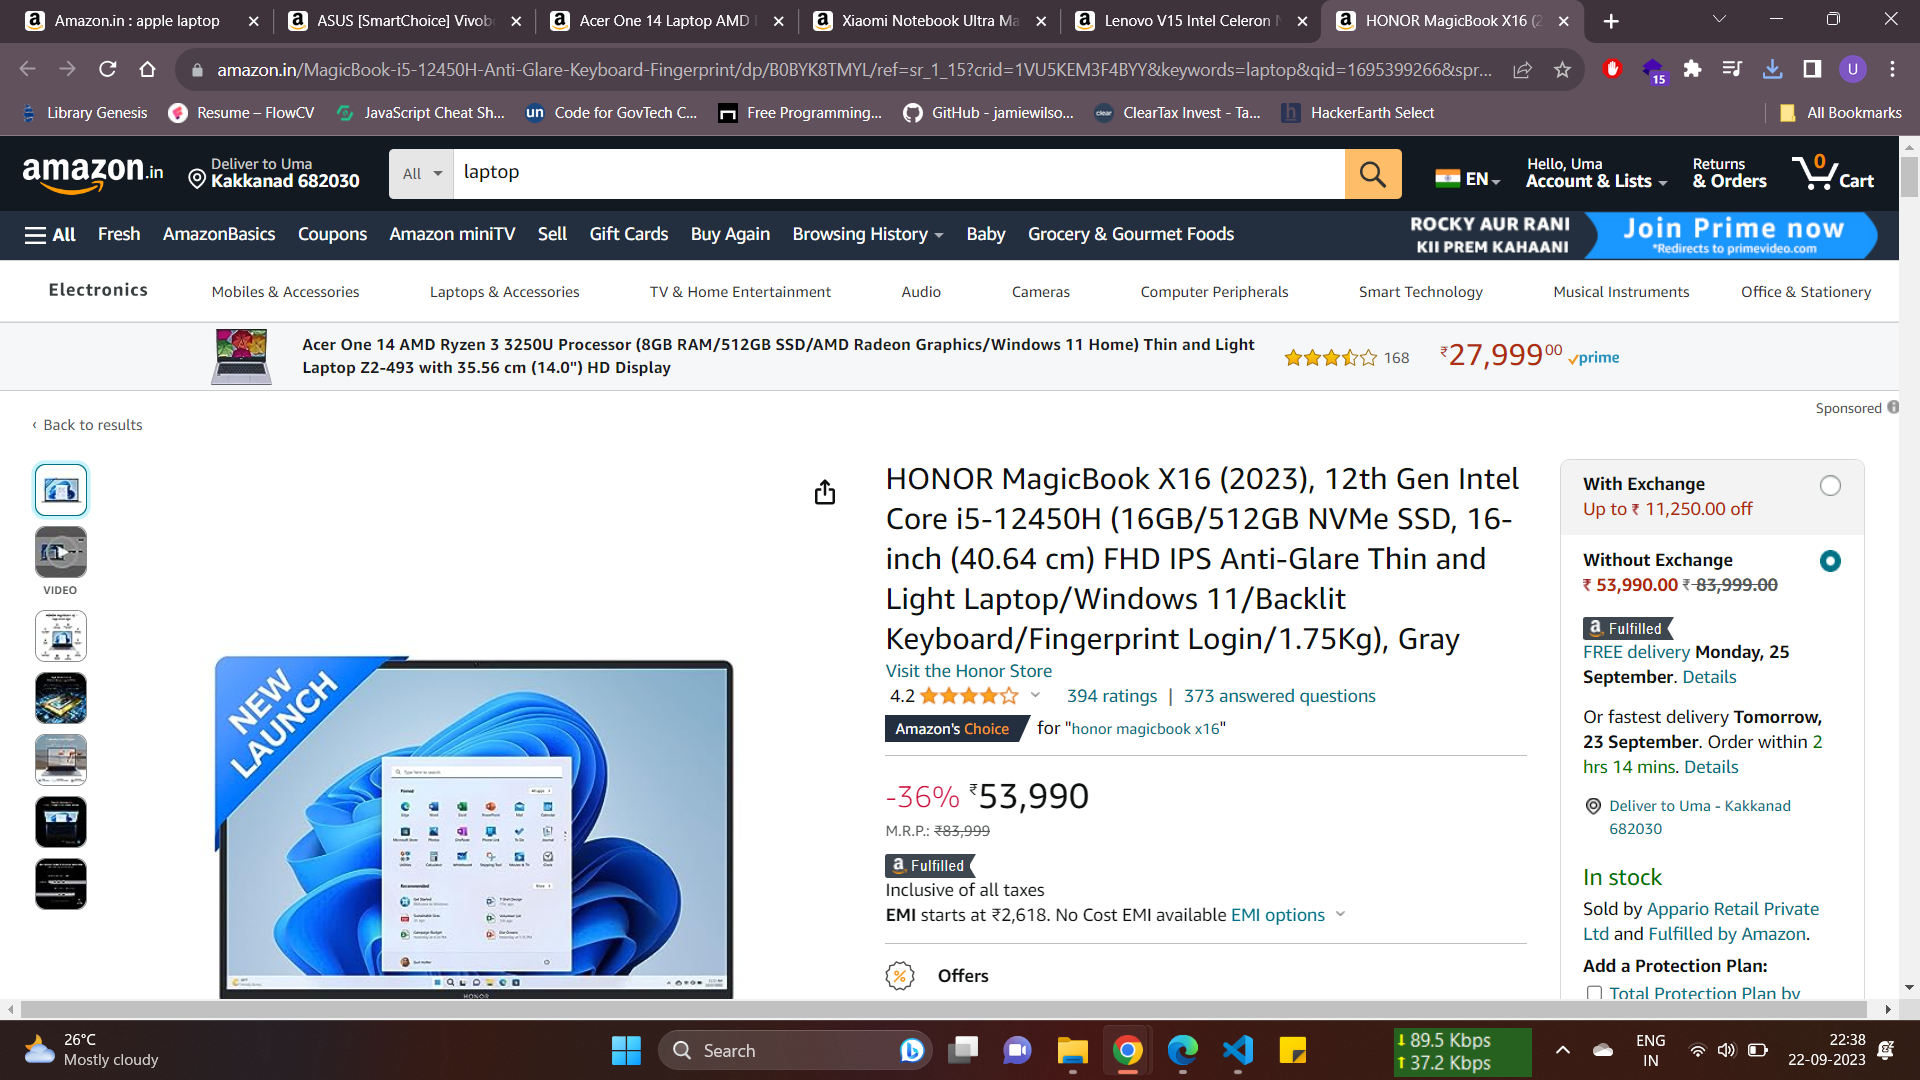 Amazon.in : apple laptop
ASUS [SmartChoice] Vivob
Acer One 14 Laptop AMD
Xiaomi Notebook Ultra Ma
Lenovo V15 Intel Celeron
HONOR MagicBook X16 (2
amazon.in/MagicBook-i5-12450H-Anti-Glare-Keyboard-Fingerprint/dp/B0BYK8TMYL/ref=sr_1_15?crid=1VU5KEM3F4BYY&keywords=laptop&qid=1695399266&spr...
15
U
Library Genesis
Resume – FlowCV
JavaScript Cheat Sh...
un Code for GovTech C...
Free Programming...
GitHub - jamiewilso...
ClearTax Invest - Ta...
HackerEarth Select
All Bookmarks
amazon.in
Deliver to Uma
Kakkanad 682030
All
laptop
EN
Hello, Uma
Account & Lists
Returns
& Orders
0
Cart
All Fresh AmazonBasics Coupons Amazon miniTV Sell Gift Cards Buy Again Browsing History Baby Grocery & Gourmet Foods
ROCKY AUR RANI
KII PREM KAHAANI
Join Prime now
*Redirects to primevideo.com
Electronics Mobiles & Accessories Laptops & Accessories TV & Home Entertainment Audio Cameras Computer Peripherals Smart Technology Musical Instruments Office & Stationery
Acer One 14 AMD Ryzen 3 3250U Processor (8GB RAM/512GB SSD/AMD Radeon Graphics/Windows 11 Home) Thin and Light
Laptop Z2-493 with 35.56 cm (14.0") HD Display
168
₹27,99900
prime
Sponsored
‹ Back to results
VIDEO
NEW
LAUNCH
HONOR
HONOR MagicBook X16 (2023), 12th Gen Intel
Core i5-12450H (16GB/512GB NVMe SSD, 16-
inch (40.64 cm) FHD IPS Anti-Glare Thin and
Light Laptop/Windows 11/Backlit
Keyboard/Fingerprint Login/1.75Kg), Gray
Visit the Honor Store
4.2 394 ratings | 373 answered questions
Amazon's Choice for "honor magicbook x16"
-36% ₹53,990
M.R.P.: ₹83,999
a Fulfilled
Inclusive of all taxes
EMI starts at ₹2,618. No Cost EMI available EMI options
% Offers
With Exchange
Up to ₹ 11,250.00 off
Without Exchange
₹ 53,990.00 ₹ 83,999.00
a Fulfilled
FREE delivery Monday, 25
September. Details
Or fastest delivery Tomorrow,
23 September. Order within 2
hrs 14 mins. Details
Deliver to Uma - Kakkanad
682030
In stock
Sold by Appario Retail Private
Ltd and Fulfilled by Amazon.
Add a Protection Plan:
Total Protection Plan by
26°C
Mostly cloudy
Search
89.5 Kbps
37.2 Kbps
ENG
IN
22:38
22-09-2023